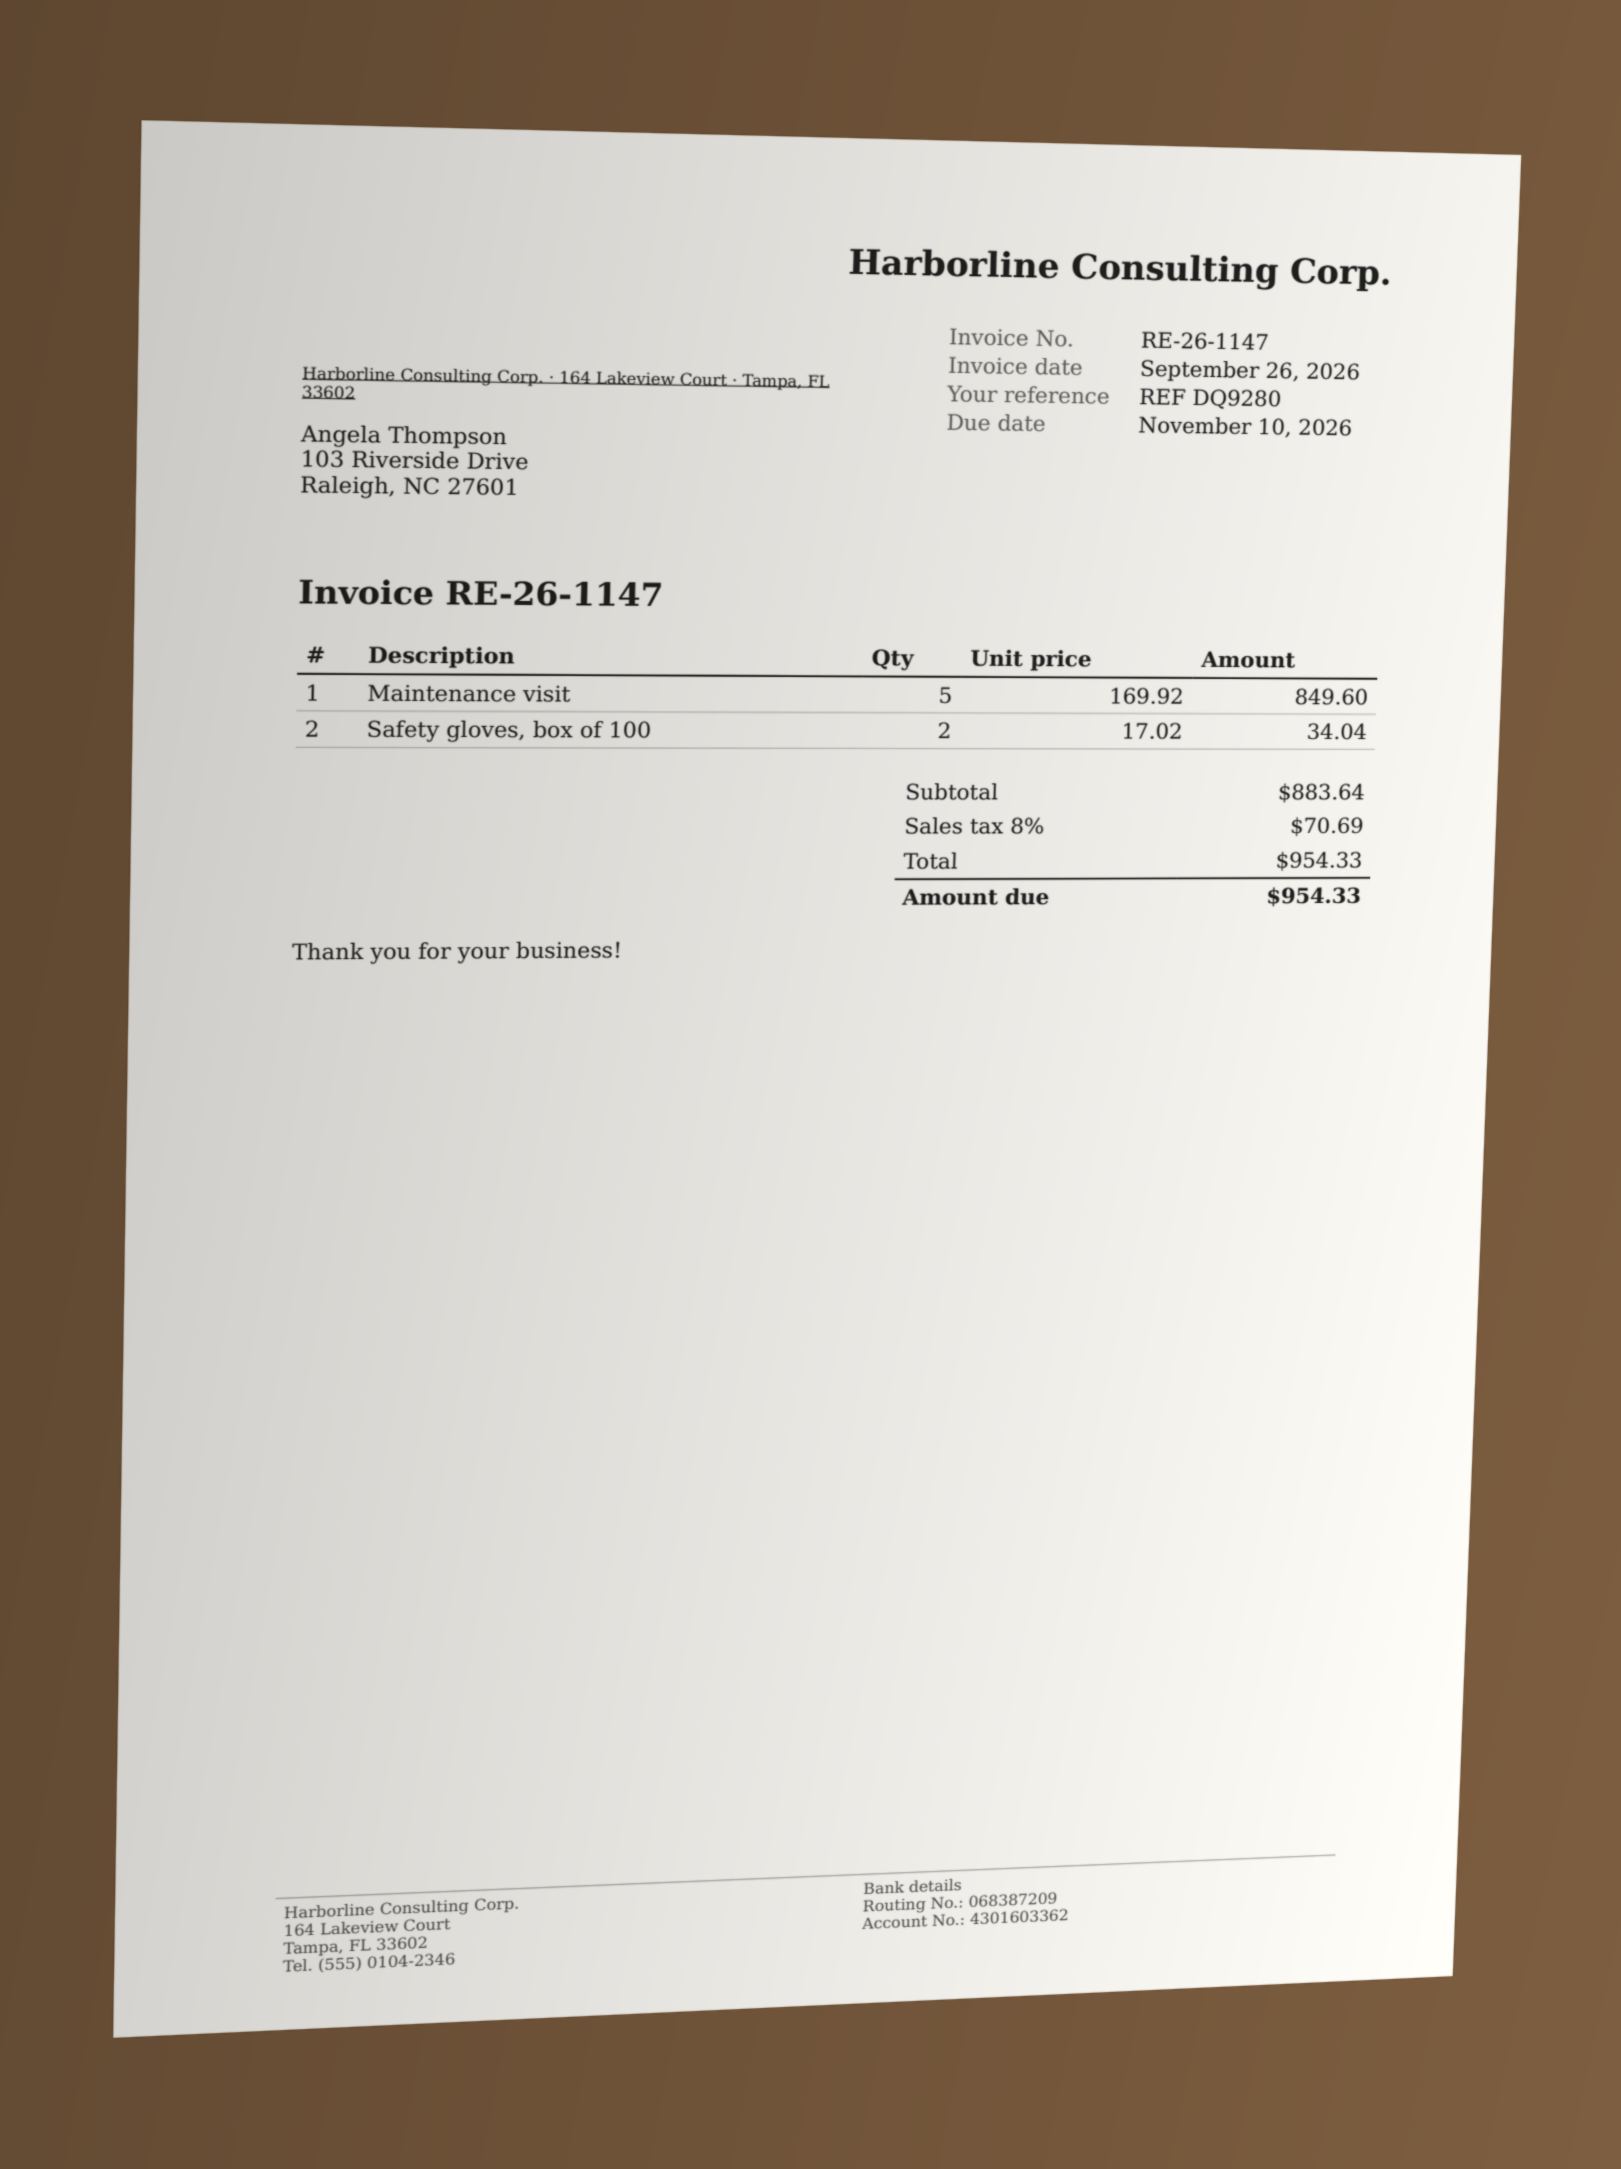 Harborline Consulting Corp.
Invoice No. RE-26-1147
Invoice date September 26, 2026
Your reference REF DQ9280
Due date November 10, 2026
Harborline Consulting Corp. · 164 Lakeview Court · Tampa, FL
33602
Angela Thompson
103 Riverside Drive
Raleigh, NC 27601
Invoice RE-26-1147
# Description Qty Unit price Amount
1 Maintenance visit 5 169.92 849.60
2 Safety gloves, box of 100 2 17.02 34.04
Subtotal $883.64
Sales tax 8% $70.69
Total $954.33
Amount due $954.33
Thank you for your business!
Harborline Consulting Corp.
164 Lakeview Court
Tampa, FL 33602
Tel. (555) 0104-2346
Bank details
Routing No.: 068387209
Account No.: 4301603362